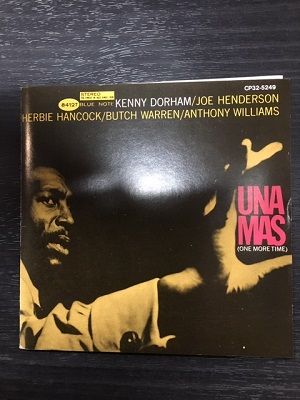 CP32-5249
STEREO
84127 BLUE NOTE KENNY DORHAM/JOE HENDERSON
HERBIE HANCOCK/BUTCH WARREN/ANTHONY WILLIAMS
UNA
MAS
(ONE MORE TIME)